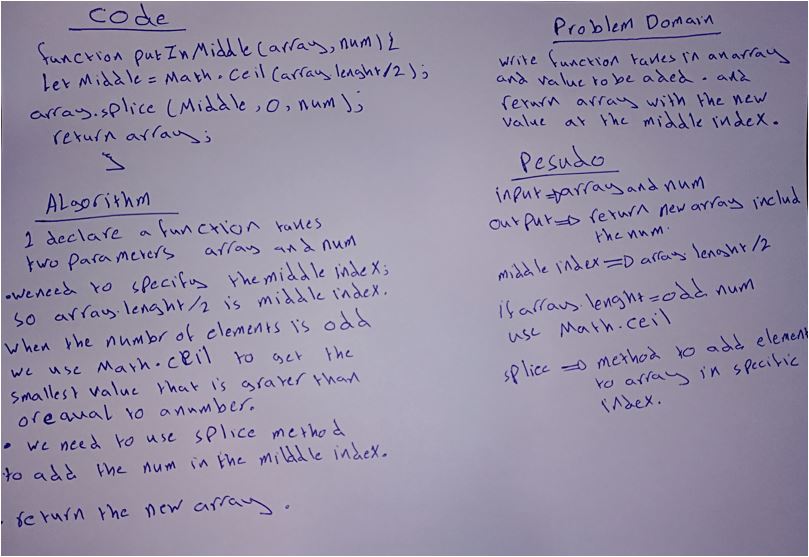 Code
function putInMiddle(array,num){
Let Middle = Math.ceil(array lenght/2);
array.splice (Middle, 0, num);
return array;
}
ALgorithm
1 declare a function takes
two parameters array and num
• we need to specify the middle index;
so array.lenght/2 is middle index.
when the numbr of elements is odd
we use Math.ceil to get the
smallest value that is grater than
or equal to a number.
• we need to use splice method
to add the num in the middle index.
. return the new array.
Problem Domain
write function takes in an array
and value to be aded. and
return array with the new
value at the middle index.
Pesudo
input ⇒ array and num
output ⇒ return new array includ
the num.
middle index ⇒ array lenght/2
if array.lenght = odd num
use Math.ceil
splice ⇒ method to add element
to array in specific
index.